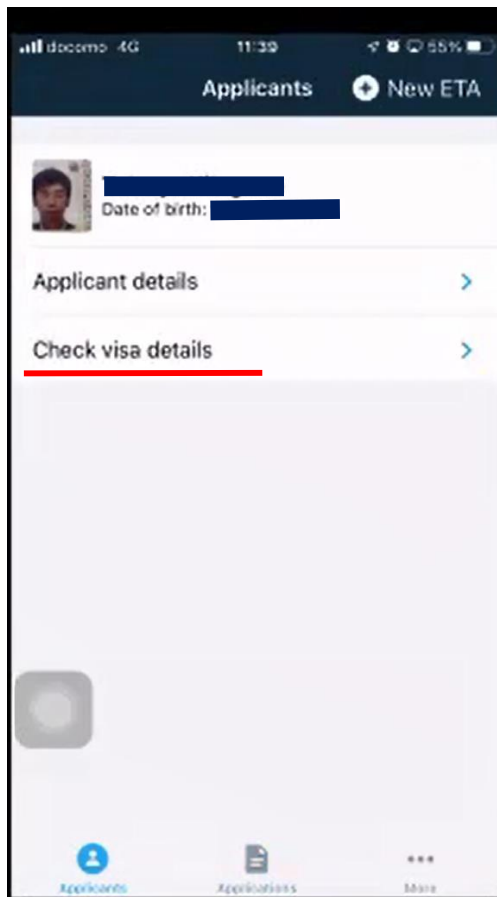 docomo 4G 11:39 55%
Applicants New ETA
Date of birth:
Applicant details
Check visa details
Applicants Applications More